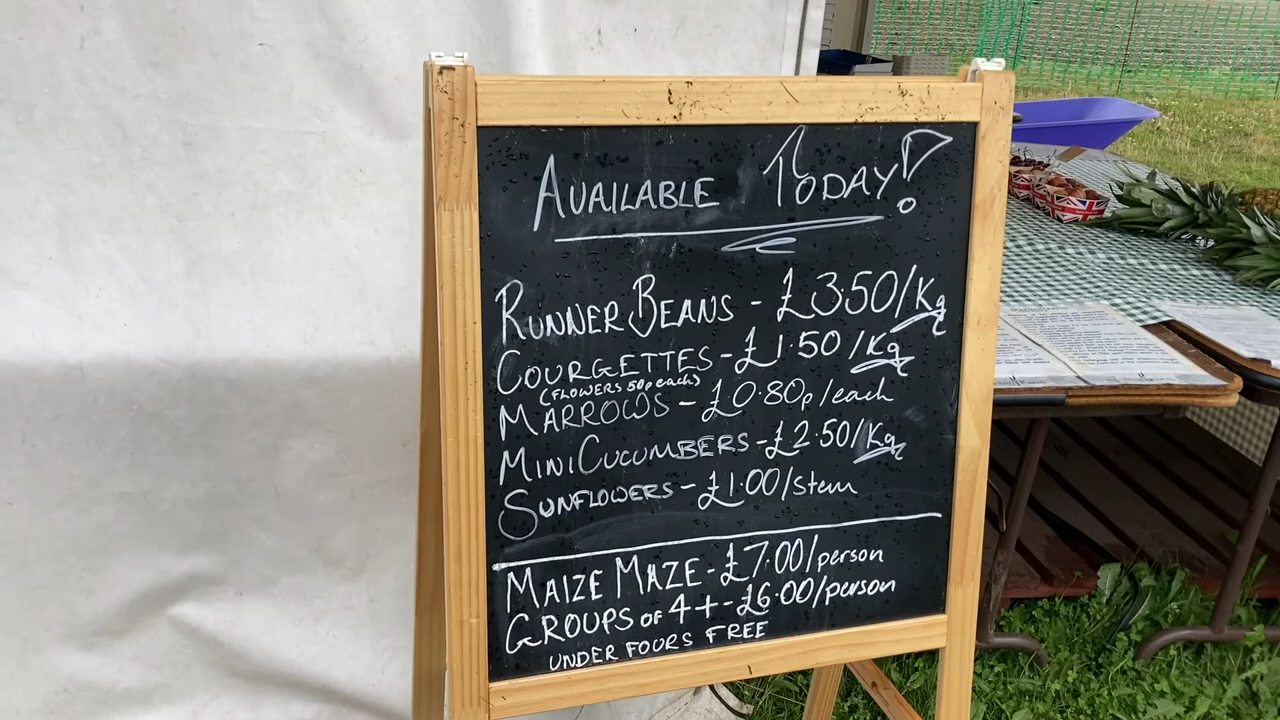 AVAILABLE TODAY!
RUNNER BEANS - £3.50/Kg
COURGETTES - £1.50/Kg
(FLOWERS 50p each)
MARROWS - £0.80p/each
MINI CUCUMBERS - £2.50/Kg
SUNFLOWERS - £1.00/stem
MAIZE MAZE - £7.00/person
GROUPS OF 4+ - £6.00/person
UNDER FOURS FREE